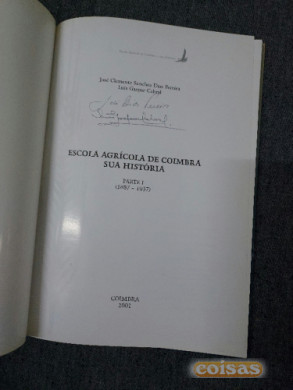 José Clemente Sanches Dias Pereira
Luís Gaspar Cabral
ESCOLA AGRÍCOLA DE COIMBRA
SUA HISTÓRIA
PARTE I
(1887 – 1937)
COIMBRA
2002
coisas